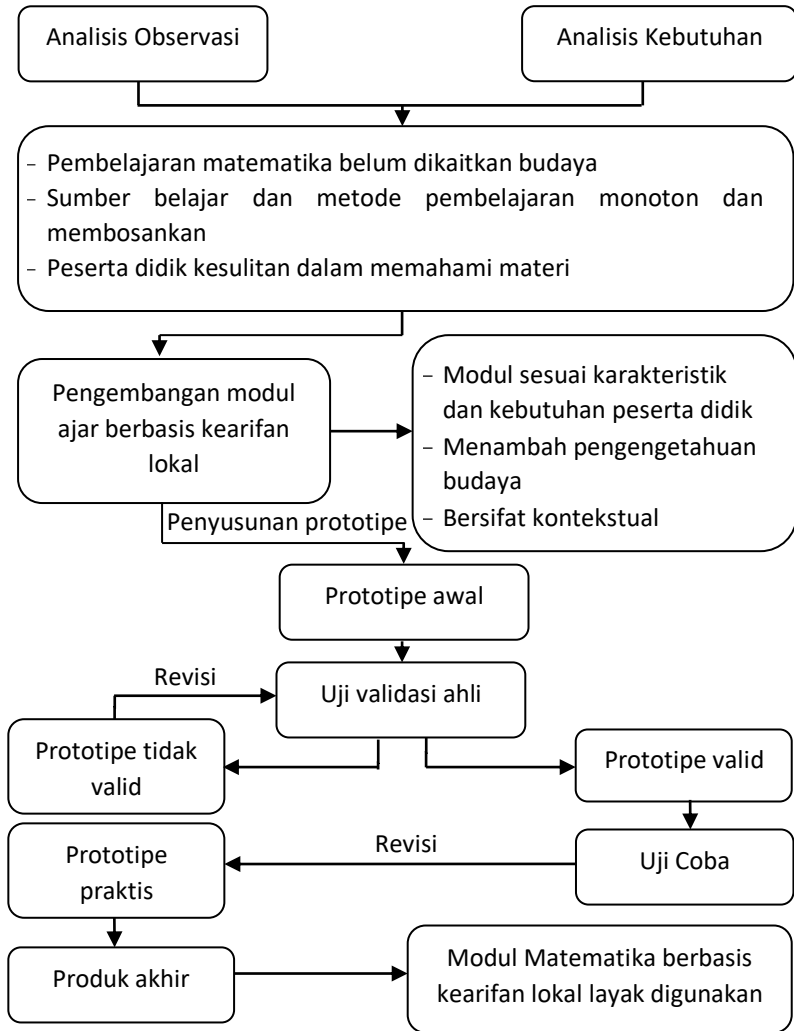 Analisis Observasi
Analisis Kebutuhan
- Pembelajaran matematika belum dikaitkan budaya
- Sumber belajar dan metode pembelajaran monoton dan
membosankan
- Peserta didik kesulitan dalam memahami materi
Pengembangan modul
ajar berbasis kearifan
lokal
- Modul sesuai karakteristik
dan kebutuhan peserta didik
- Menambah pengengetahuan
budaya
- Bersifat kontekstual
Penyusunan prototipe
Prototipe awal
Revisi
Uji validasi ahli
Prototipe tidak
valid
Prototipe valid
Prototipe
praktis
Revisi
Uji Coba
Produk akhir
Modul Matematika berbasis
kearifan lokal layak digunakan